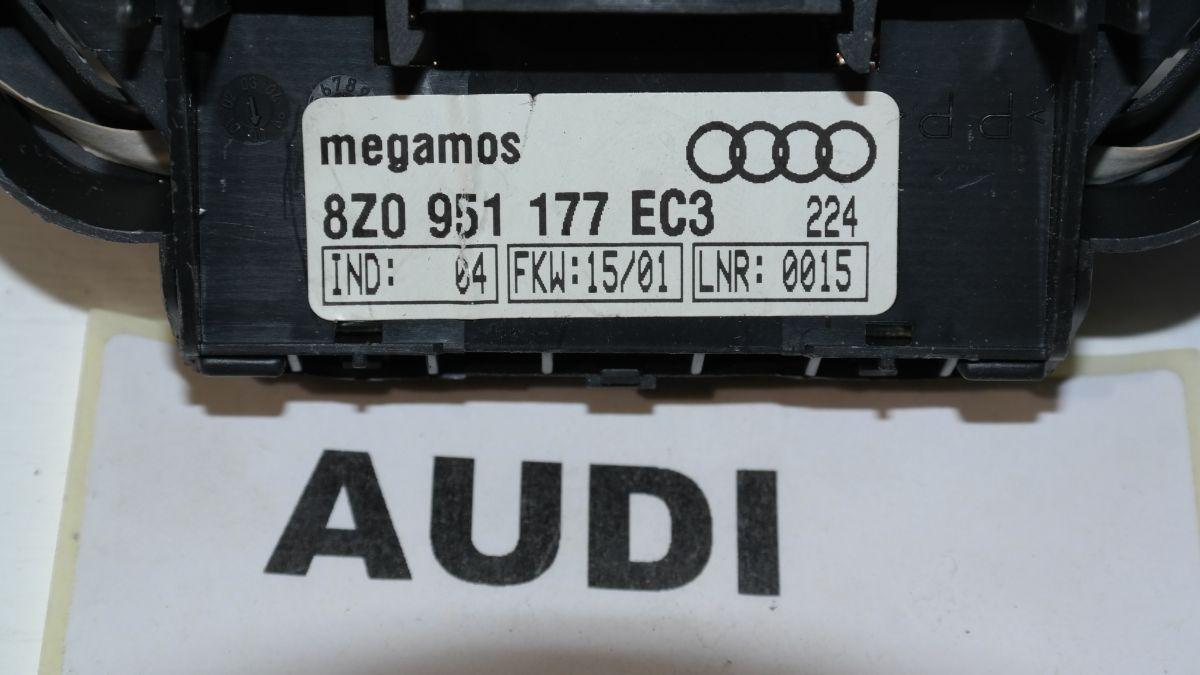 megamos
8Z0 951 177 EC3 224
IND: 04 FKW:15/01 LNR: 0015
AUDI